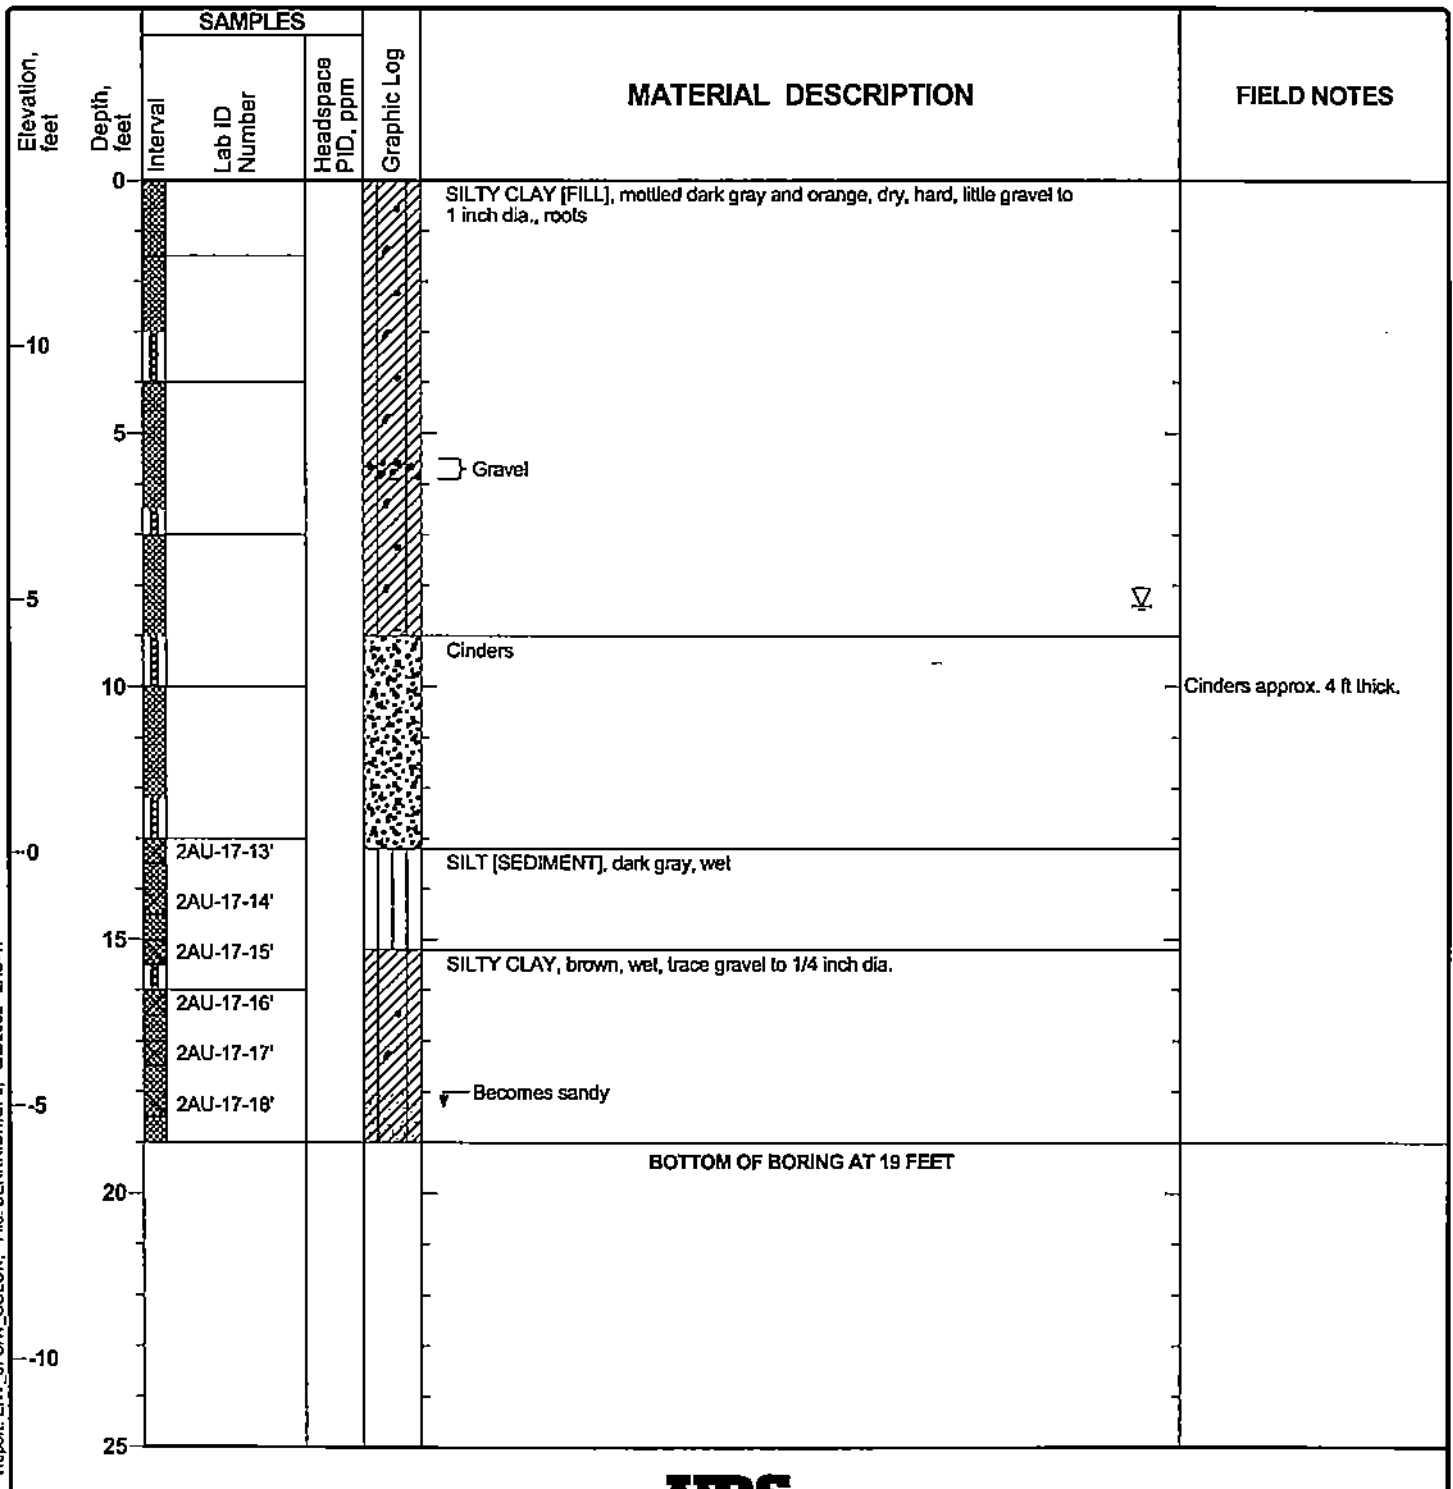 SAMPLES
Elevation, feet
Depth, feet
Interval
Lab ID Number
Headspace PID, ppm
Graphic Log
MATERIAL DESCRIPTION
FIELD NOTES
0
SILTY CLAY [FILL], mottled dark gray and orange, dry, hard, little gravel to
1 inch dia., roots
10
5
Gravel
5
Cinders
10
Cinders approx. 4 ft thick.
0
2AU-17-13'
SILT [SEDIMENT], dark gray, wet
2AU-17-14'
15
2AU-17-15'
SILTY CLAY, brown, wet, trace gravel to 1/4 inch dia.
2AU-17-16'
2AU-17-17'
-5
2AU-17-18'
Becomes sandy
BOTTOM OF BORING AT 19 FEET
20
-10
25